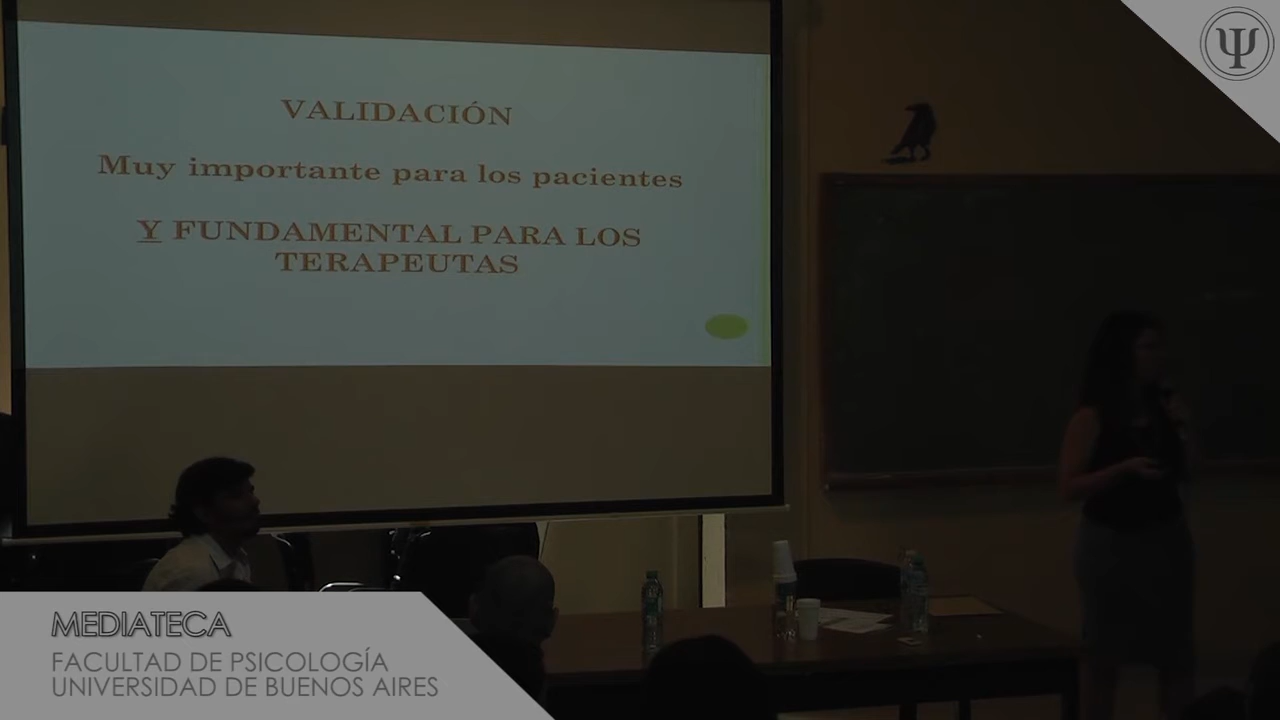 VALIDACIÓN
Muy importante para los pacientes
Y FUNDAMENTAL PARA LOS
TERAPEUTAS
Ψ
MEDIATECA
FACULTAD DE PSICOLOGÍA
UNIVERSIDAD DE BUENOS AIRES